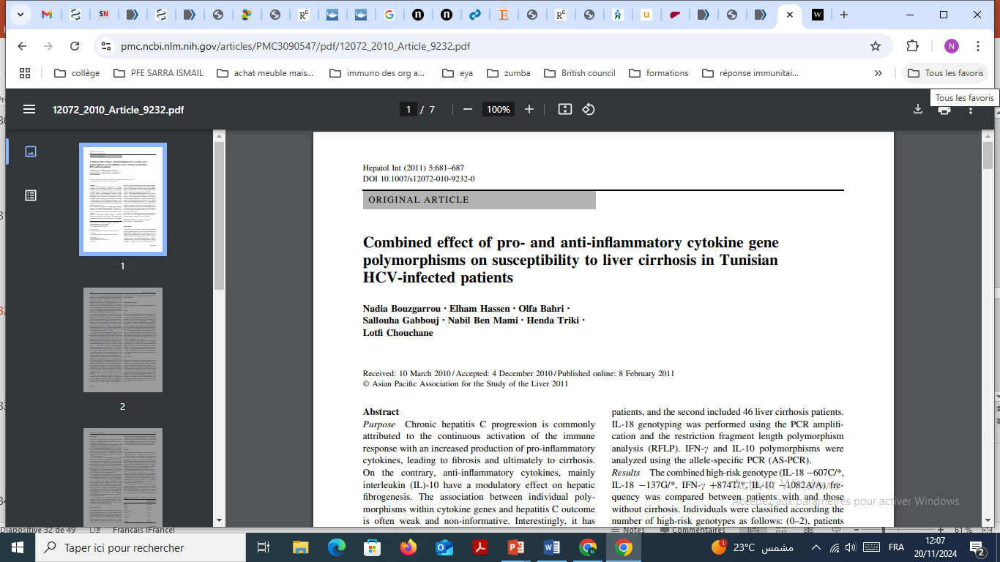 pmc.ncbi.nlm.nih.gov/articles/PMC3090547/pdf/12072_2010_Article_9232.pdf
N
collège
PFE SARRA ISMAIL
achat meuble mais...
immuno des org a...
eya
zumba
British council
formations
réponse immunitai...
»
Tous les favoris
Tous les favoris
12072_2010_Article_9232.pdf
1 / 7
100%
1
2
Hepatol Int (2011) 5:681–687
DOI 10.1007/s12072-010-9232-0
ORIGINAL ARTICLE
Combined effect of pro- and anti-inflammatory cytokine gene
polymorphisms on susceptibility to liver cirrhosis in Tunisian
HCV-infected patients
Nadia Bouzgarrou · Elham Hassen · Olfa Bahri ·
Sallouha Gabbouj · Nabil Ben Mami · Henda Triki ·
Lotfi Chouchane
Received: 10 March 2010 / Accepted: 4 December 2010 / Published online: 8 February 2011
© Asian Pacific Association for the Study of the Liver 2011
Abstract
Purpose Chronic hepatitis C progression is commonly
attributed to the continuous activation of the immune
response with an increased production of pro-inflammatory
cytokines, leading to fibrosis and ultimately to cirrhosis.
On the contrary, anti-inflammatory cytokines, mainly
interleukin (IL)-10 have a modulatory effect on hepatic
fibrogenesis. The association between individual poly-
morphisms within cytokine genes and hepatitis C outcome
is often weak and non-informative. Interestingly, it has
patients, and the second included 46 liver cirrhosis patients.
IL-18 genotyping was performed using the PCR amplifi-
cation and the restriction fragment length polymorphism
analysis (RFLP). IFN-γ and IL-10 polymorphisms were
analyzed using the allele-specific PCR (AS-PCR).
Results The combined high-risk genotype (IL-18 −607C/*,
IL-18 −137G/*, IFN-γ +874T/*, IL-10 −1082A/A) fre-
quency was compared between patients with and those
without cirrhosis. Individuals were classified according the
number of high-risk genotypes as follows: (0–2), patients
Activer Windows
Accédez aux paramètres pour activer Windows.
Diapositive 32 de 49
Français (France)
Notes
Commentaires
61 %
Taper ici pour rechercher
1
23°C
مشمس
FRA
12:07
20/11/2024
2